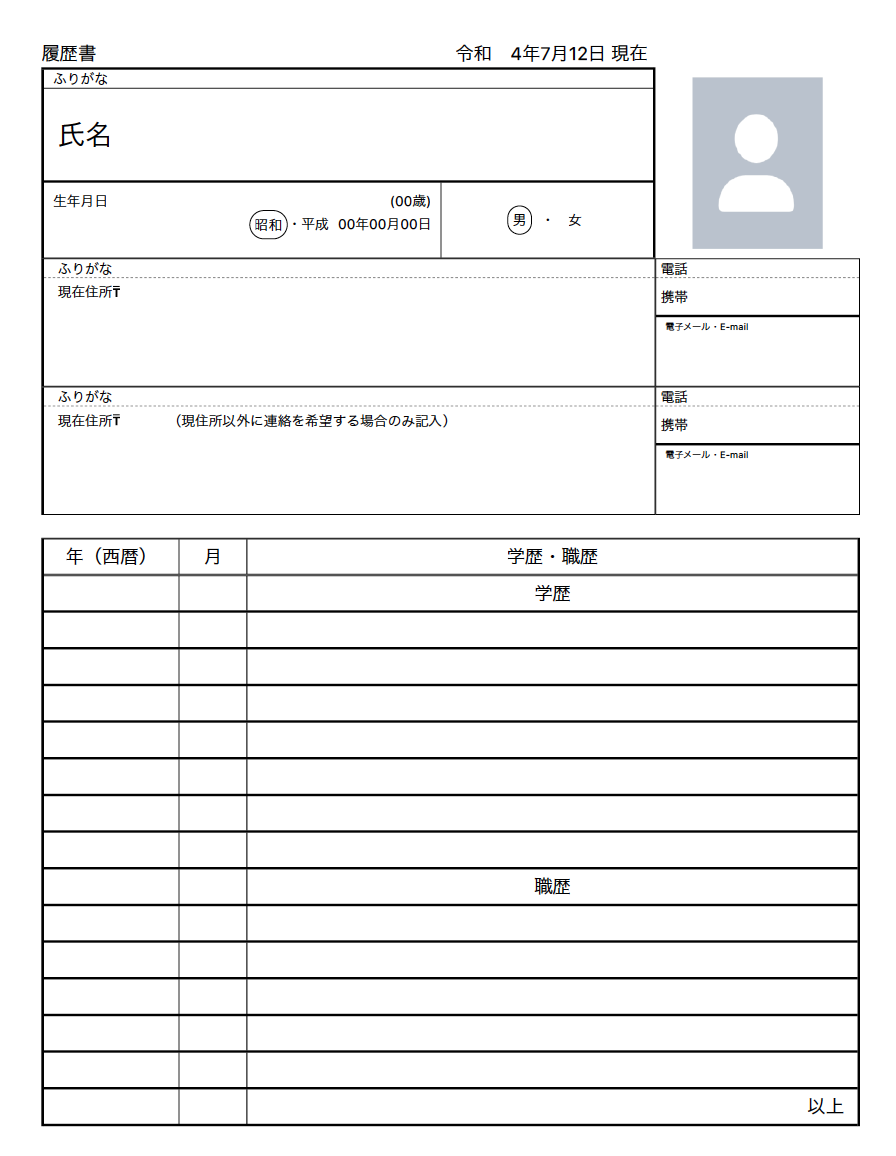 履歴書 令和 4年7月12日 現在
ふりがな
氏名
生年月日 (00歳)
昭和・平成 00年00月00日 男 ・ 女
ふりがな 電話
現在住所〒 携帯
電子メール・E-mail
ふりがな 電話
現在住所〒 （現住所以外に連絡を希望する場合のみ記入） 携帯
電子メール・E-mail
年（西暦） 月 学歴・職歴
学歴
職歴
以上